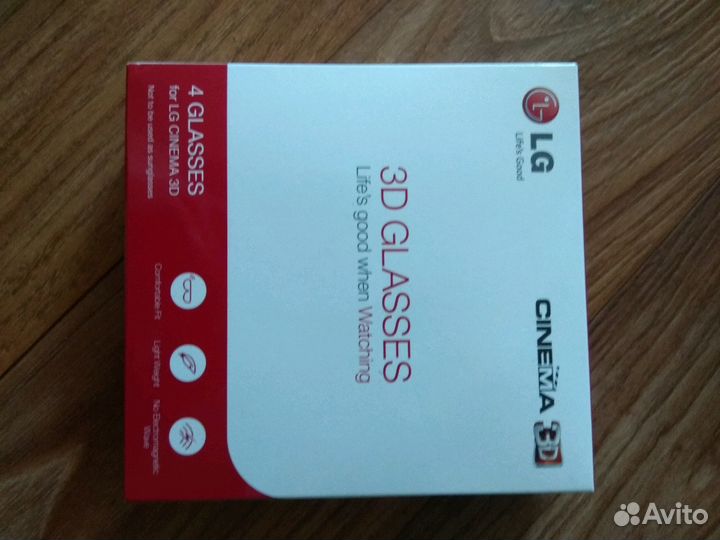 LG
Life's Good
CINEMA 3D
3D GLASSES
Life's good when Watching
4 GLASSES
for LG CINEMA 3D
Not to be used as sunglasses
Comfortable Fit
Light Weight
No Electromagnetic
Wave
Avito